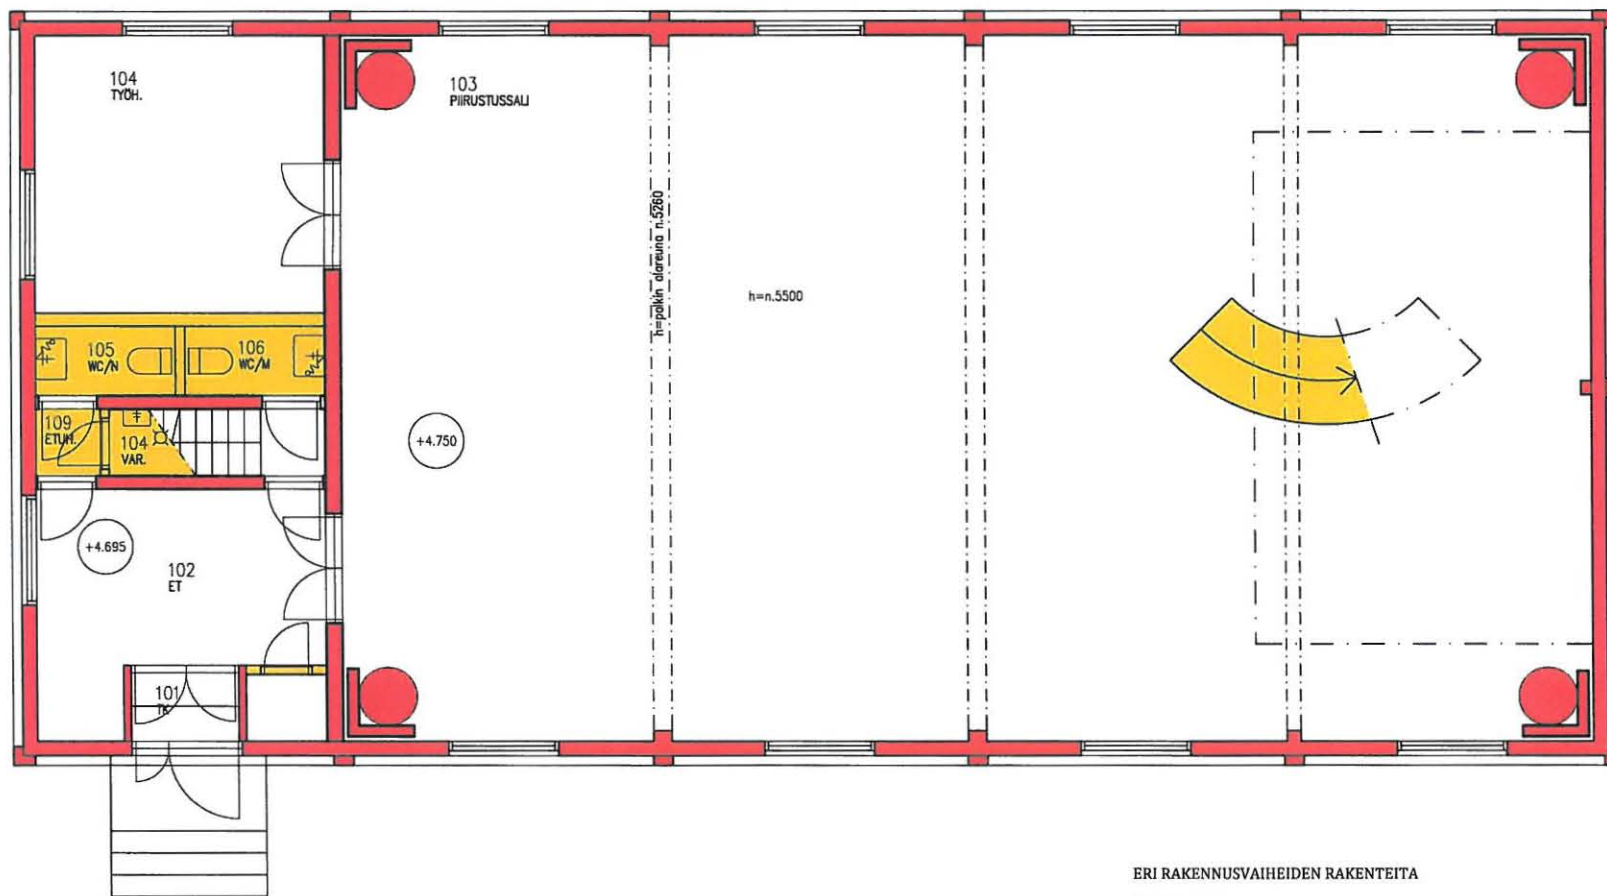 104
TYÖH.
103
PIIRUSTUSSALI
h=palkin alareuna n.5260
h=n.5500
105
WC/N
106
WC/M
109
ETUH.
104
VAR.
+4.750
+4.695
102
ET
101
TK
ERI RAKENNUSVAIHEIDEN RAKENTEITA